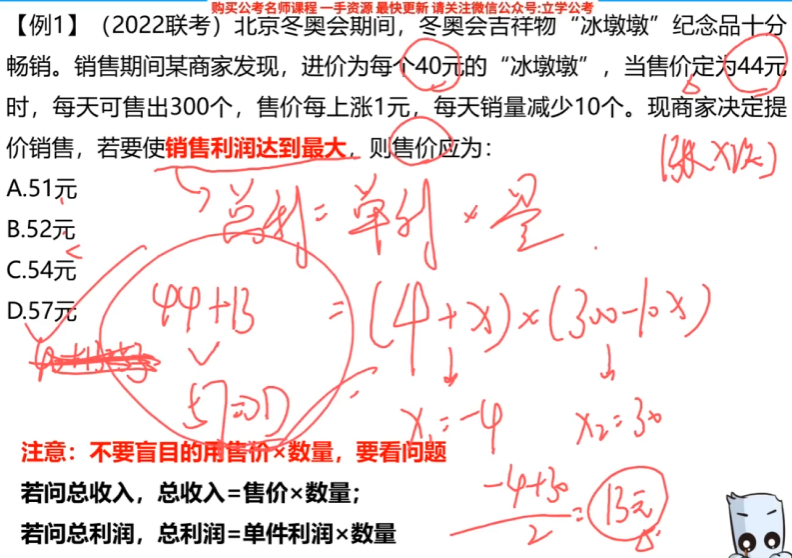 购买公考名师课程 一手资源 最快更新 请关注微信公众号:立学公考
【例1】（2022联考）北京冬奥会期间，冬奥会吉祥物“冰墩墩”纪念品十分
畅销。销售期间某商家发现，进价为每个40元的“冰墩墩”，当售价定为44元
时，每天可售出300个，售价每上涨1元，每天销量减少10个。现商家决定提
价销售，若要使销售利润达到最大，则售价应为：
(涨x次)
A.51元
B.52元
C.54元
D.57元
总利=单利×量
44+13
=(4+x)×(300-10x)
57⇒D
x₁=-4 x₂=30
-4+30
2
=13元
注意：不要盲目的用售价×数量，要看问题
若问总收入，总收入=售价×数量；
若问总利润，总利润=单件利润×数量